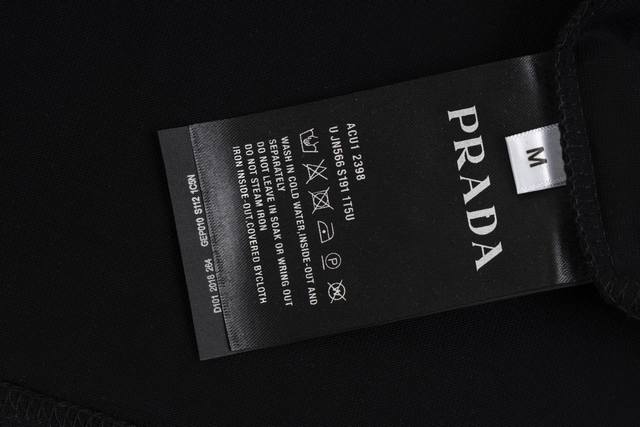 PRADA
M
ACU1 2398
U JN566 S191 1T5U
WASH IN COLD WATER,INSIDE-OUT AND
SEPARATELY
DO NOT LEAVE IN SOAK OR WRING OUT
DO NOT STEAM IRON
IRON INSIDE-OUT.COVERED BYCLOTH
D101 2018 264 GEP010 S112 1C5N